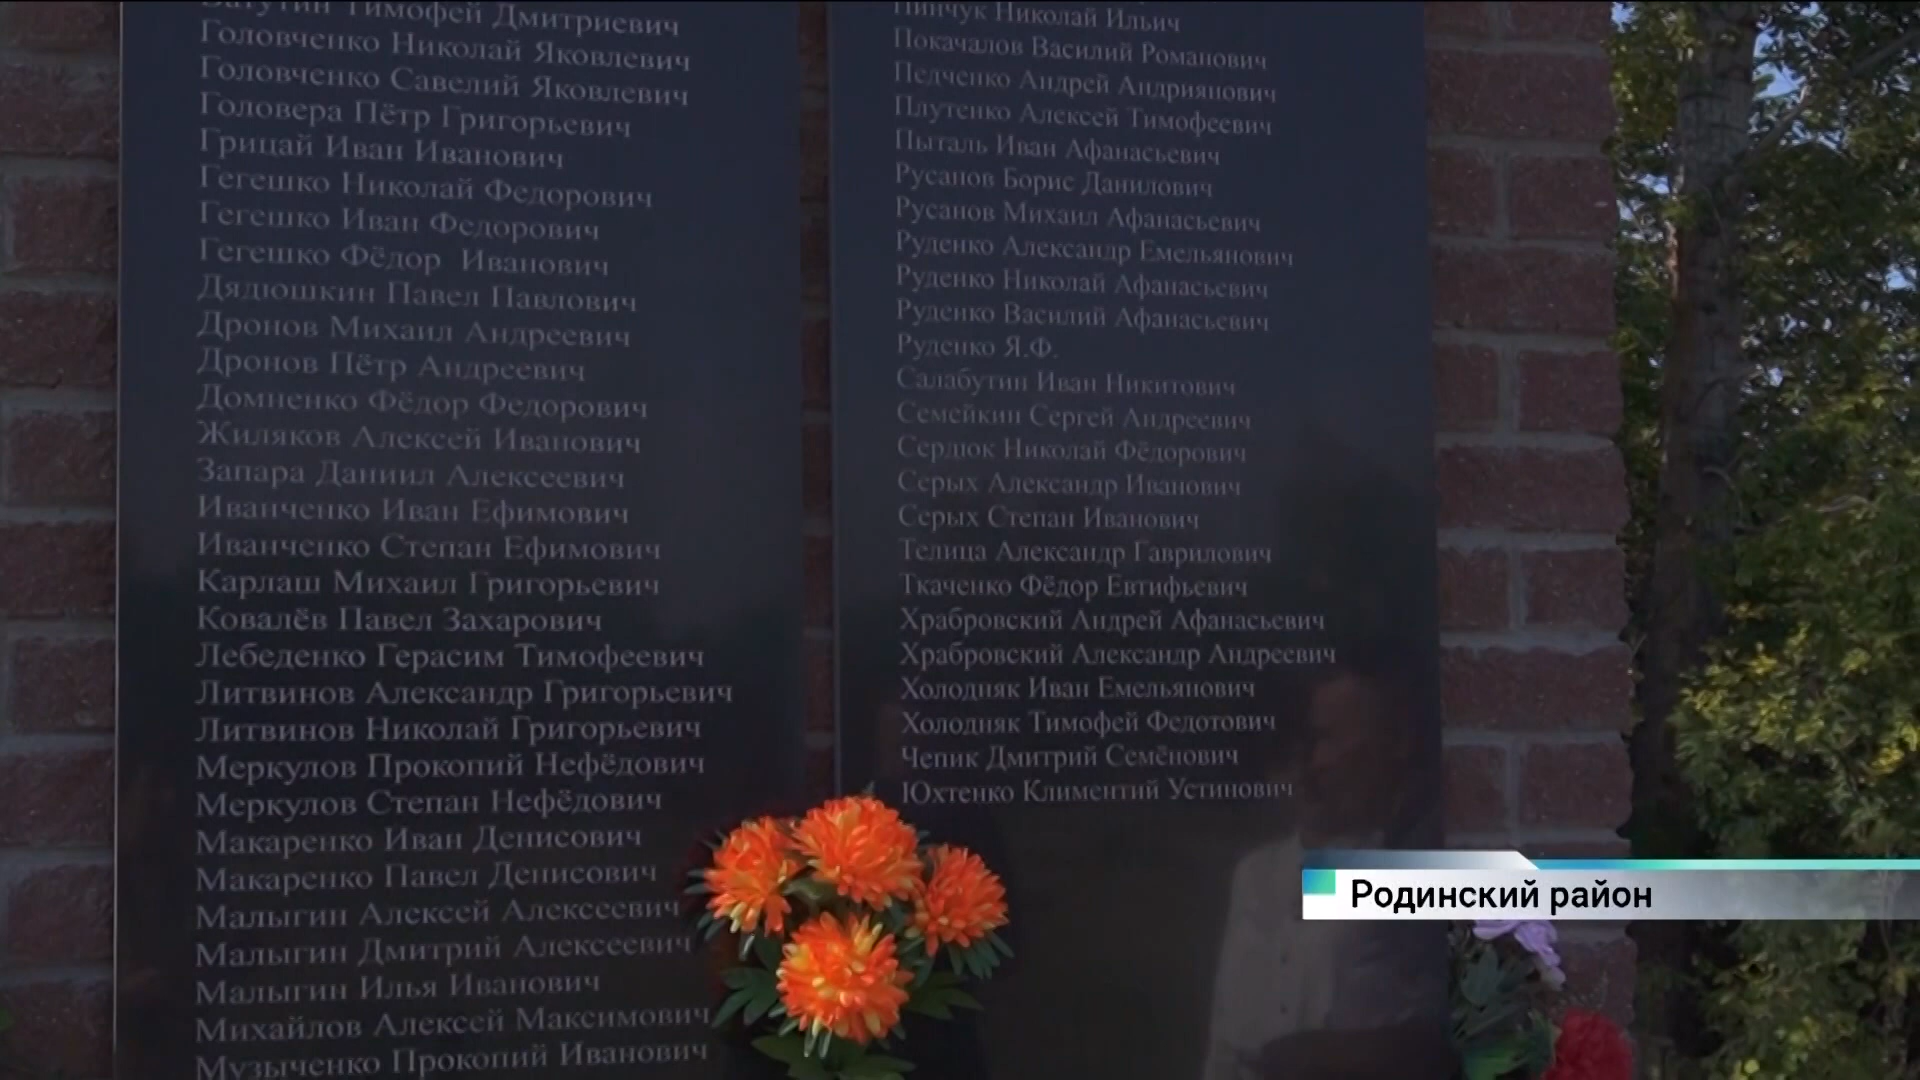 Тимофей Дмитриевич
Головченко Николай Яковлевич
Головченко Савелий Яковлевич
Головера Пётр Григорьевич
Грицай Иван Иванович
Гегешко Николай Федорович
Гегешко Иван Федорович
Гегешко Фёдор Иванович
Дядюшкин Павел Павлович
Дронов Михаил Андреевич
Дронов Пётр Андреевич
Домненко Фёдор Федорович
Жиляков Алексей Иванович
Запара Даниил Алексеевич
Иванченко Иван Ефимович
Иванченко Степан Ефимович
Карлаш Михаил Григорьевич
Ковалёв Павел Захарович
Лебеденко Герасим Тимофеевич
Литвинов Александр Григорьевич
Литвинов Николай Григорьевич
Меркулов Прокопий Нефёдович
Меркулов Степан Нефёдович
Макаренко Иван Денисович
Макаренко Павел Денисович
Малыгин Алексей Алексеевич
Малыгин Дмитрий Алексеевич
Малыгин Илья Иванович
Михайлов Алексей Максимович
Музыченко Прокопий Иванович
Пинчук Николай Ильич
Покачалов Василий Романович
Педченко Андрей Андриянович
Плутенко Алексей Тимофеевич
Пыталь Иван Афанасьевич
Русанов Борис Данилович
Русанов Михаил Афанасьевич
Руденко Александр Емельянович
Руденко Николай Афанасьевич
Руденко Василий Афанасьевич
Руденко Я.Ф.
Салабутин Иван Никитович
Семейкин Сергей Андреевич
Сердюк Николай Фёдорович
Серых Александр Иванович
Серых Степан Иванович
Телица Александр Гаврилович
Ткаченко Фёдор Евтифьевич
Храбровский Андрей Афанасьевич
Храбровский Александр Андреевич
Холодняк Иван Емельянович
Холодняк Тимофей Федотович
Чепик Дмитрий Семёнович
Юхтенко Климентий Устинович
Родинский район